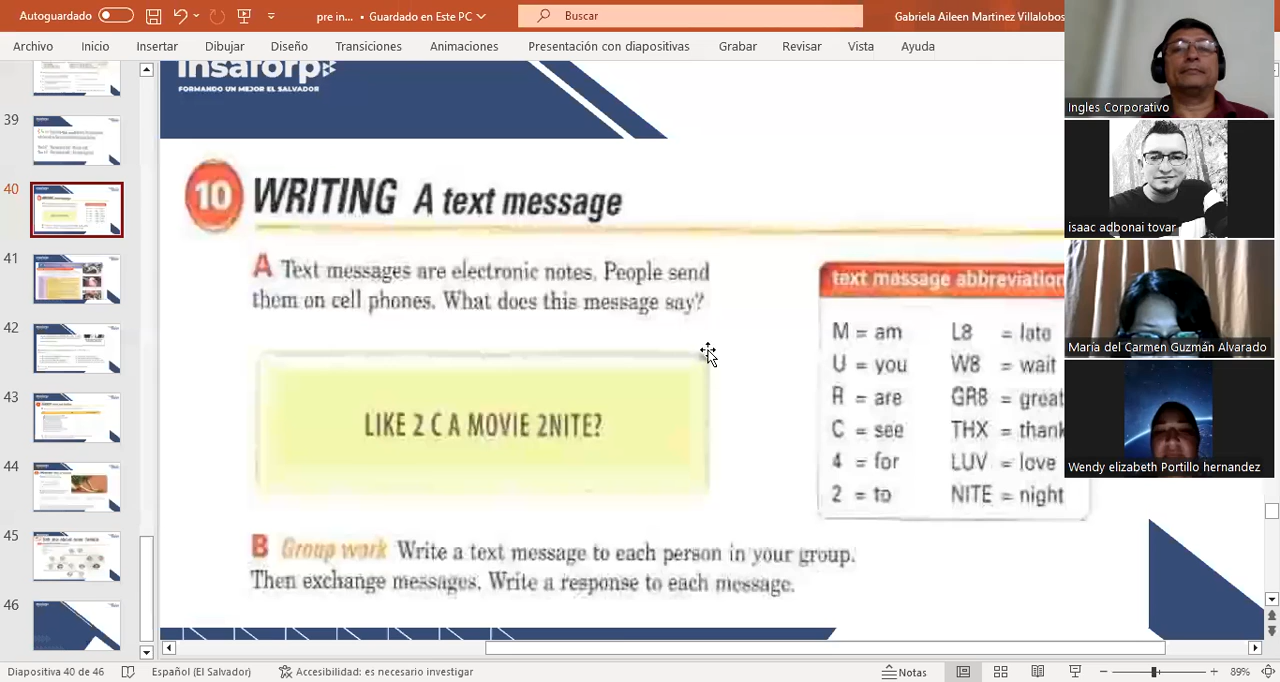 Autoguardado
pre in... • Guardado en Este PC
Buscar
Gabriela Aileen Martinez Villalobos
Archivo Inicio Insertar Dibujar Diseño Transiciones Animaciones Presentación con diapositivas Grabar Revisar Vista Ayuda
39
40
41
42
43
44
45
46
insaforp
FORMANDO UN MEJOR EL SALVADOR
10 WRITING A text message
A Text messages are electronic notes. People send
them on cell phones. What does this message say?
LIKE 2 C A MOVIE 2NITE?
text message abbreviation
M = am L8 = late
U = you W8 = wait
R = are GR8 = great
C = see THX = thank
4 = for LUV = love
2 = to NITE = night
B Group work Write a text message to each person in your group.
Then exchange messages. Write a response to each message.
Ingles Corporativo
isaac adbonai tovar
María del Carmen Guzmán Alvarado
Wendy elizabeth Portillo hernandez
Diapositiva 40 de 46 Español (El Salvador) Accesibilidad: es necesario investigar Notas 89%